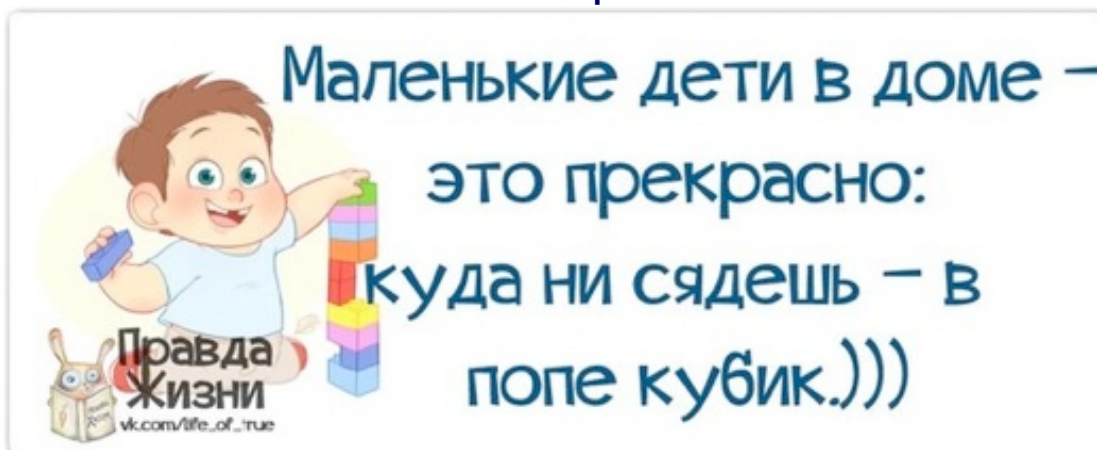 Маленькие дети в доме –
это прекрасно:
куда ни сядешь – в
попе кубик.)))
Правда
Жизни
vk.com/life_of_true